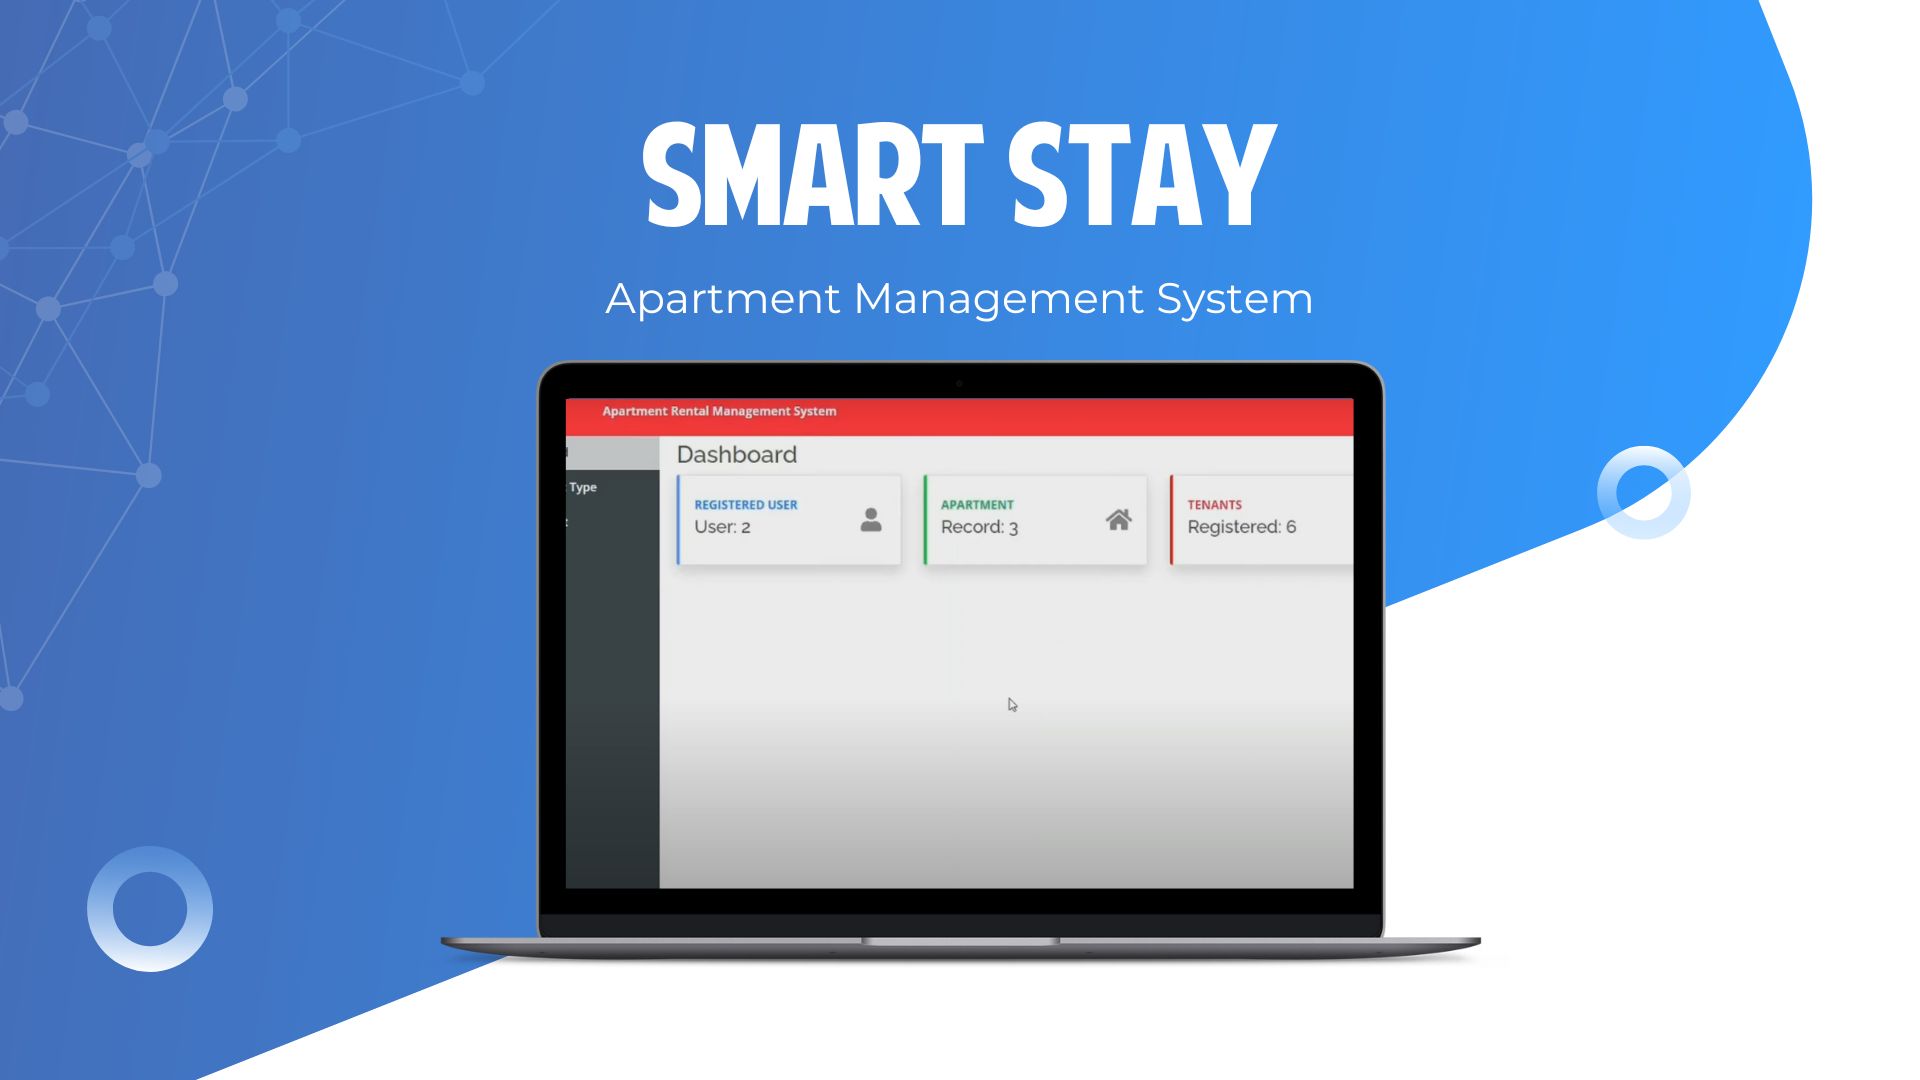 SMART STAY
Apartment Management System
Apartment Rental Management System
Dashboard
Type
REGISTERED USER
User: 2
APARTMENT
Record: 3
TENANTS
Registered: 6